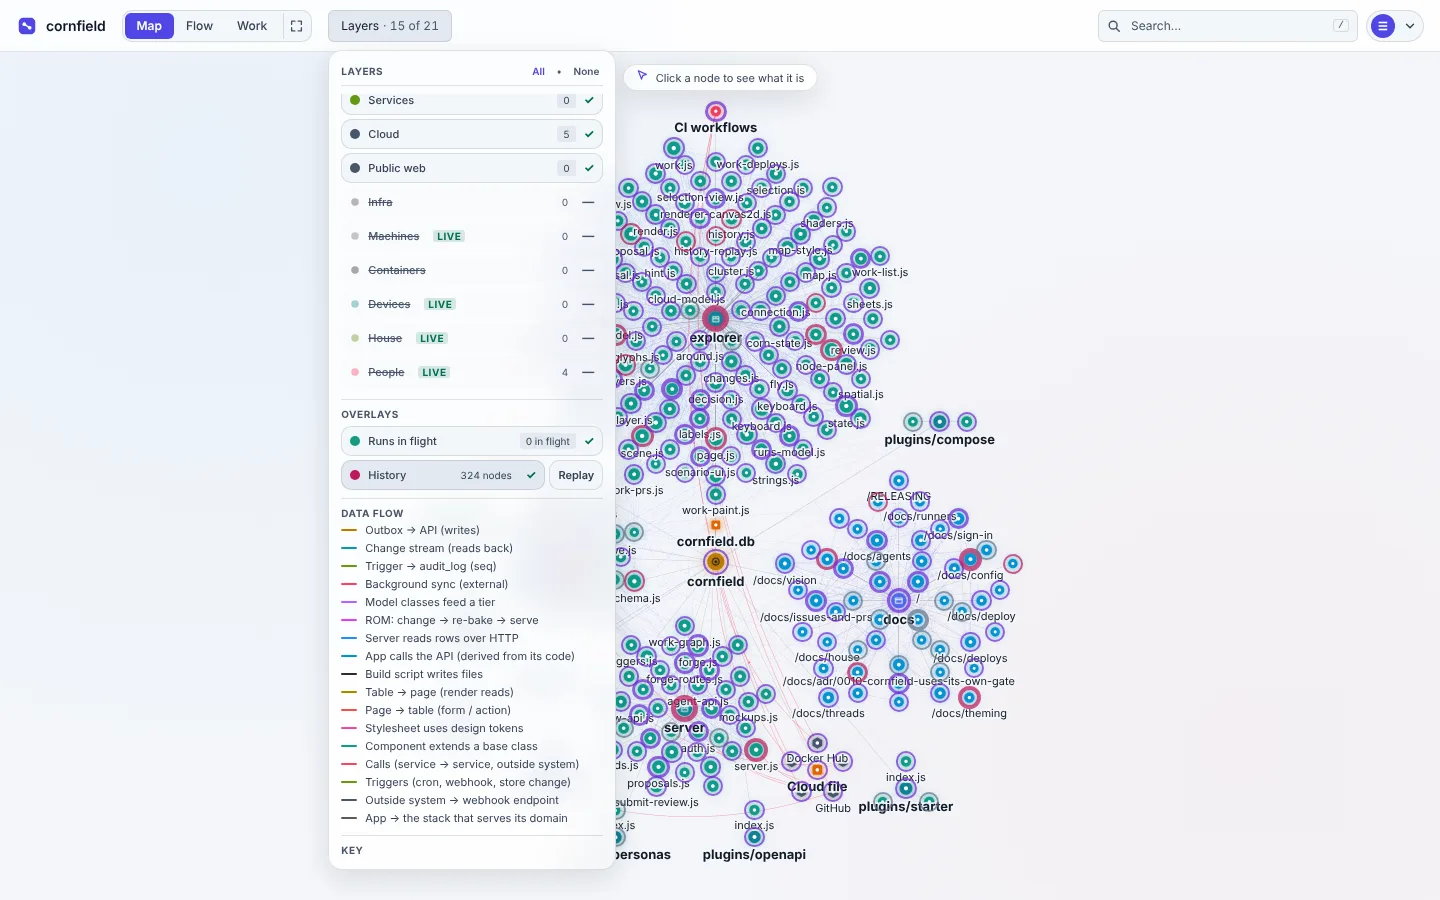 cornfield
Map Flow Work
Layers · 15 of 21
Search...
/
LAYERS
All • None
Services 0
Cloud 5
Public web 0
Infra 0
Machines LIVE 0
Containers 0
Devices LIVE 0
House LIVE 0
People LIVE 4
OVERLAYS
Runs in flight 0 in flight
History 324 nodes Replay
DATA FLOW
Outbox → API (writes)
Change stream (reads back)
Trigger → audit_log (seq)
Background sync (external)
Model classes feed a tier
ROM: change → re-bake → serve
Server reads rows over HTTP
App calls the API (derived from its code)
Build script writes files
Table → page (render reads)
Page → table (form / action)
Stylesheet uses design tokens
Component extends a base class
Calls (service → service, outside system)
Triggers (cron, webhook, store change)
Outside system → webhook endpoint
App → the stack that serves its domain
KEY
Click a node to see what it is
CI workflows
work.js
work-deploys.js
selection.js
selection-view.js
renderer-canvas2d.js
shaders.js
render.js
history.js
history-replay.js
map-style.js
hint.js
cluster.js
map.js
work-list.js
cloud-model.js
connection.js
sheets.js
explorer
corn-state.js
review.js
around.js
node-panel.js
changes.js
fly.js
spatial.js
decision.js
keyboard.js
state.js
labels.js
keyboard.js
scene.js
page.js
runs-model.js
scenario-ui.js
strings.js
work-paint.js
plugins/compose
cornfield.db
cornfield
/RELEASING
/docs/runners
/docs/sign-in
/docs/agents
/docs/vision
/docs/config
/
/docs/issues-and-prs
docs
/docs/deploy
/docs/house
/docs/deploys
/docs/adr/0010-cornfield-uses-its-own-gate
/docs/threads
/docs/theming
work-graph.js
forge.js
forge-routes.js
agent-api.js
mockups.js
server
auth.js
server.js
proposals.js
submit-review.js
Docker Hub
Cloud file
GitHub
index.js
plugins/starter
index.js
personas
plugins/openapi